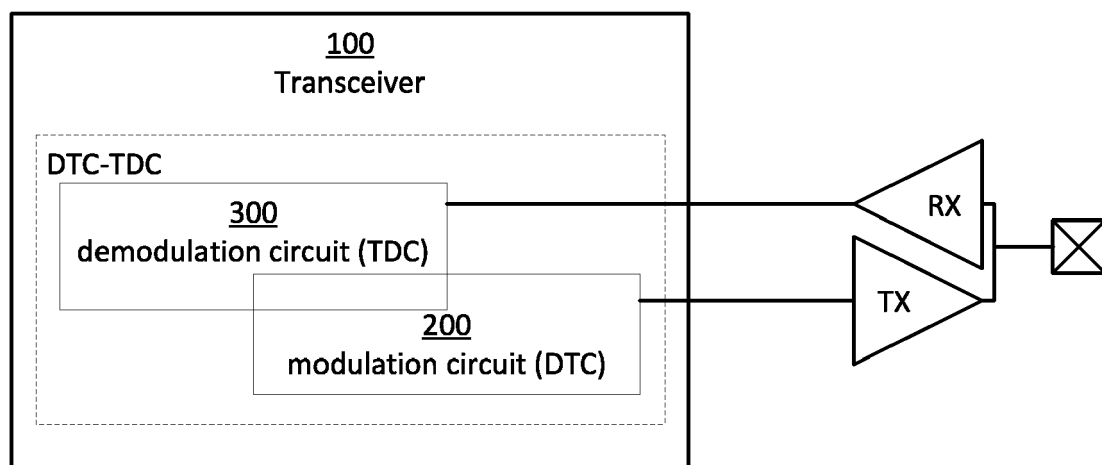 100
Transceiver
DTC-TDC
300
demodulation circuit (TDC)
200
modulation circuit (DTC)
RX
TX